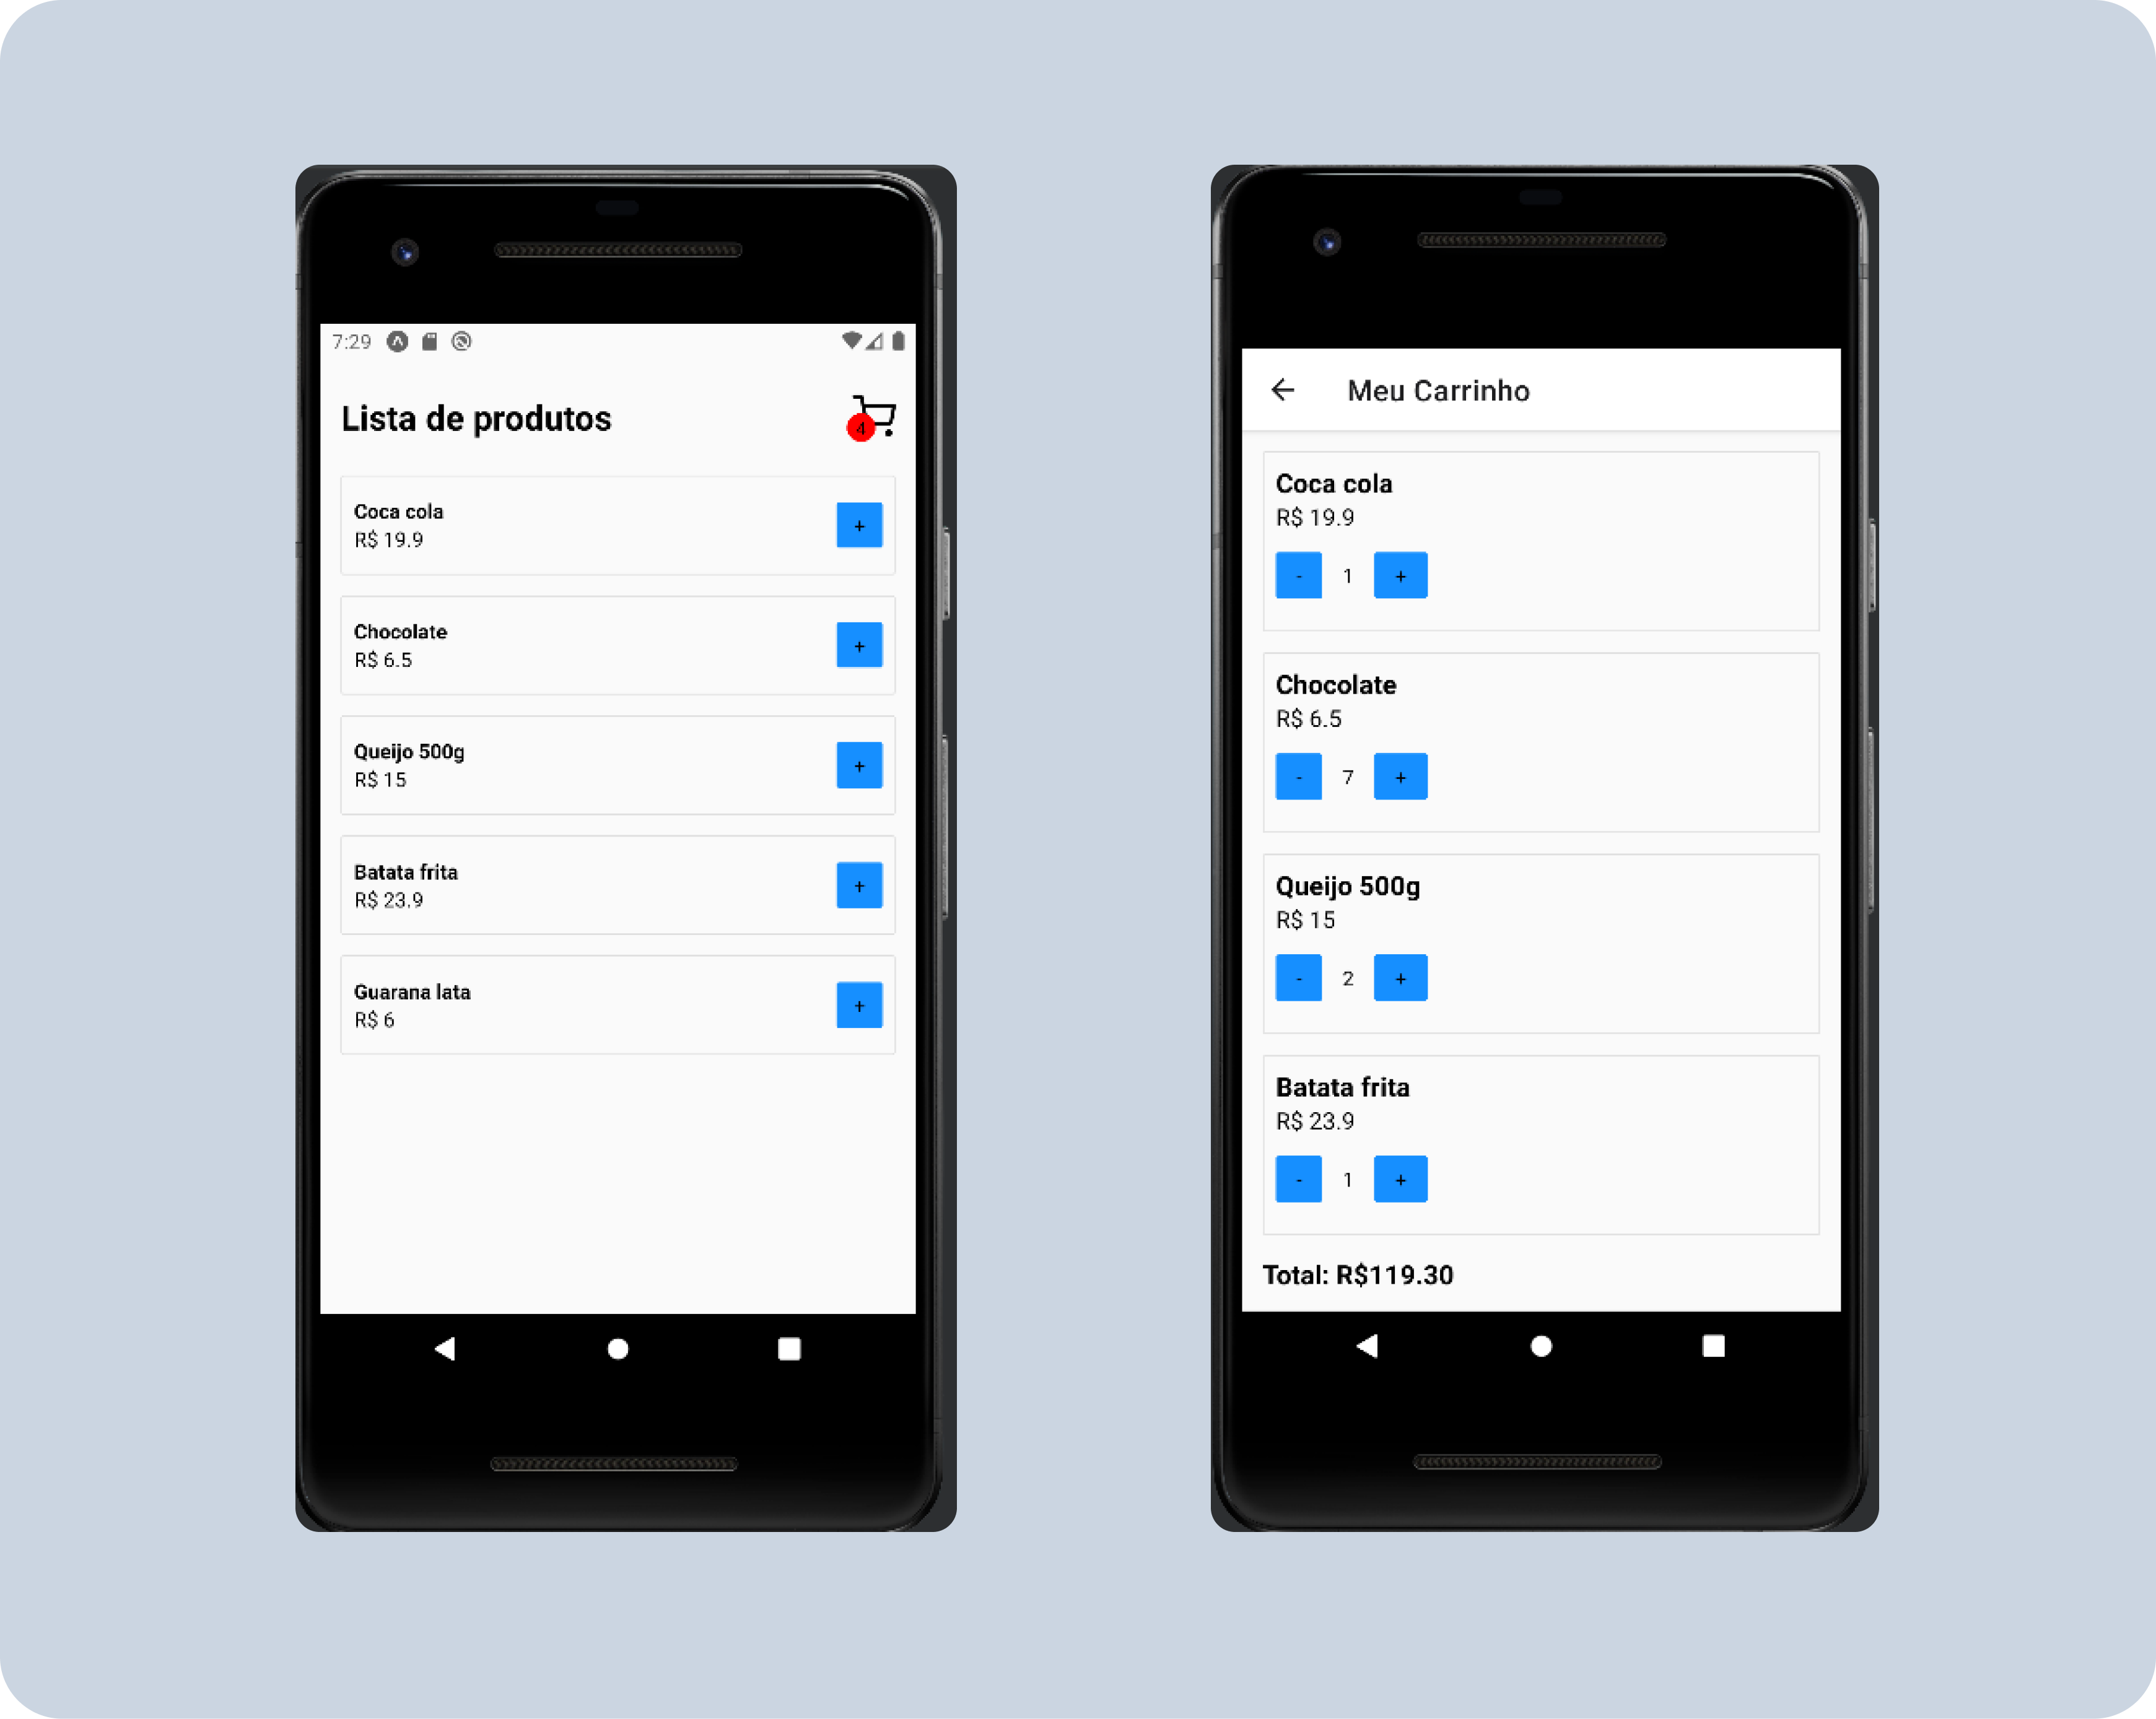 7:29
Lista de produtos
4
Coca cola
R$ 19.9
+
Chocolate
R$ 6.5
+
Queijo 500g
R$ 15
+
Batata frita
R$ 23.9
+
Guarana lata
R$ 6
+
Meu Carrinho
Coca cola
R$ 19.9
- 1 +
Chocolate
R$ 6.5
- 7 +
Queijo 500g
R$ 15
- 2 +
Batata frita
R$ 23.9
- 1 +
Total: R$119.30